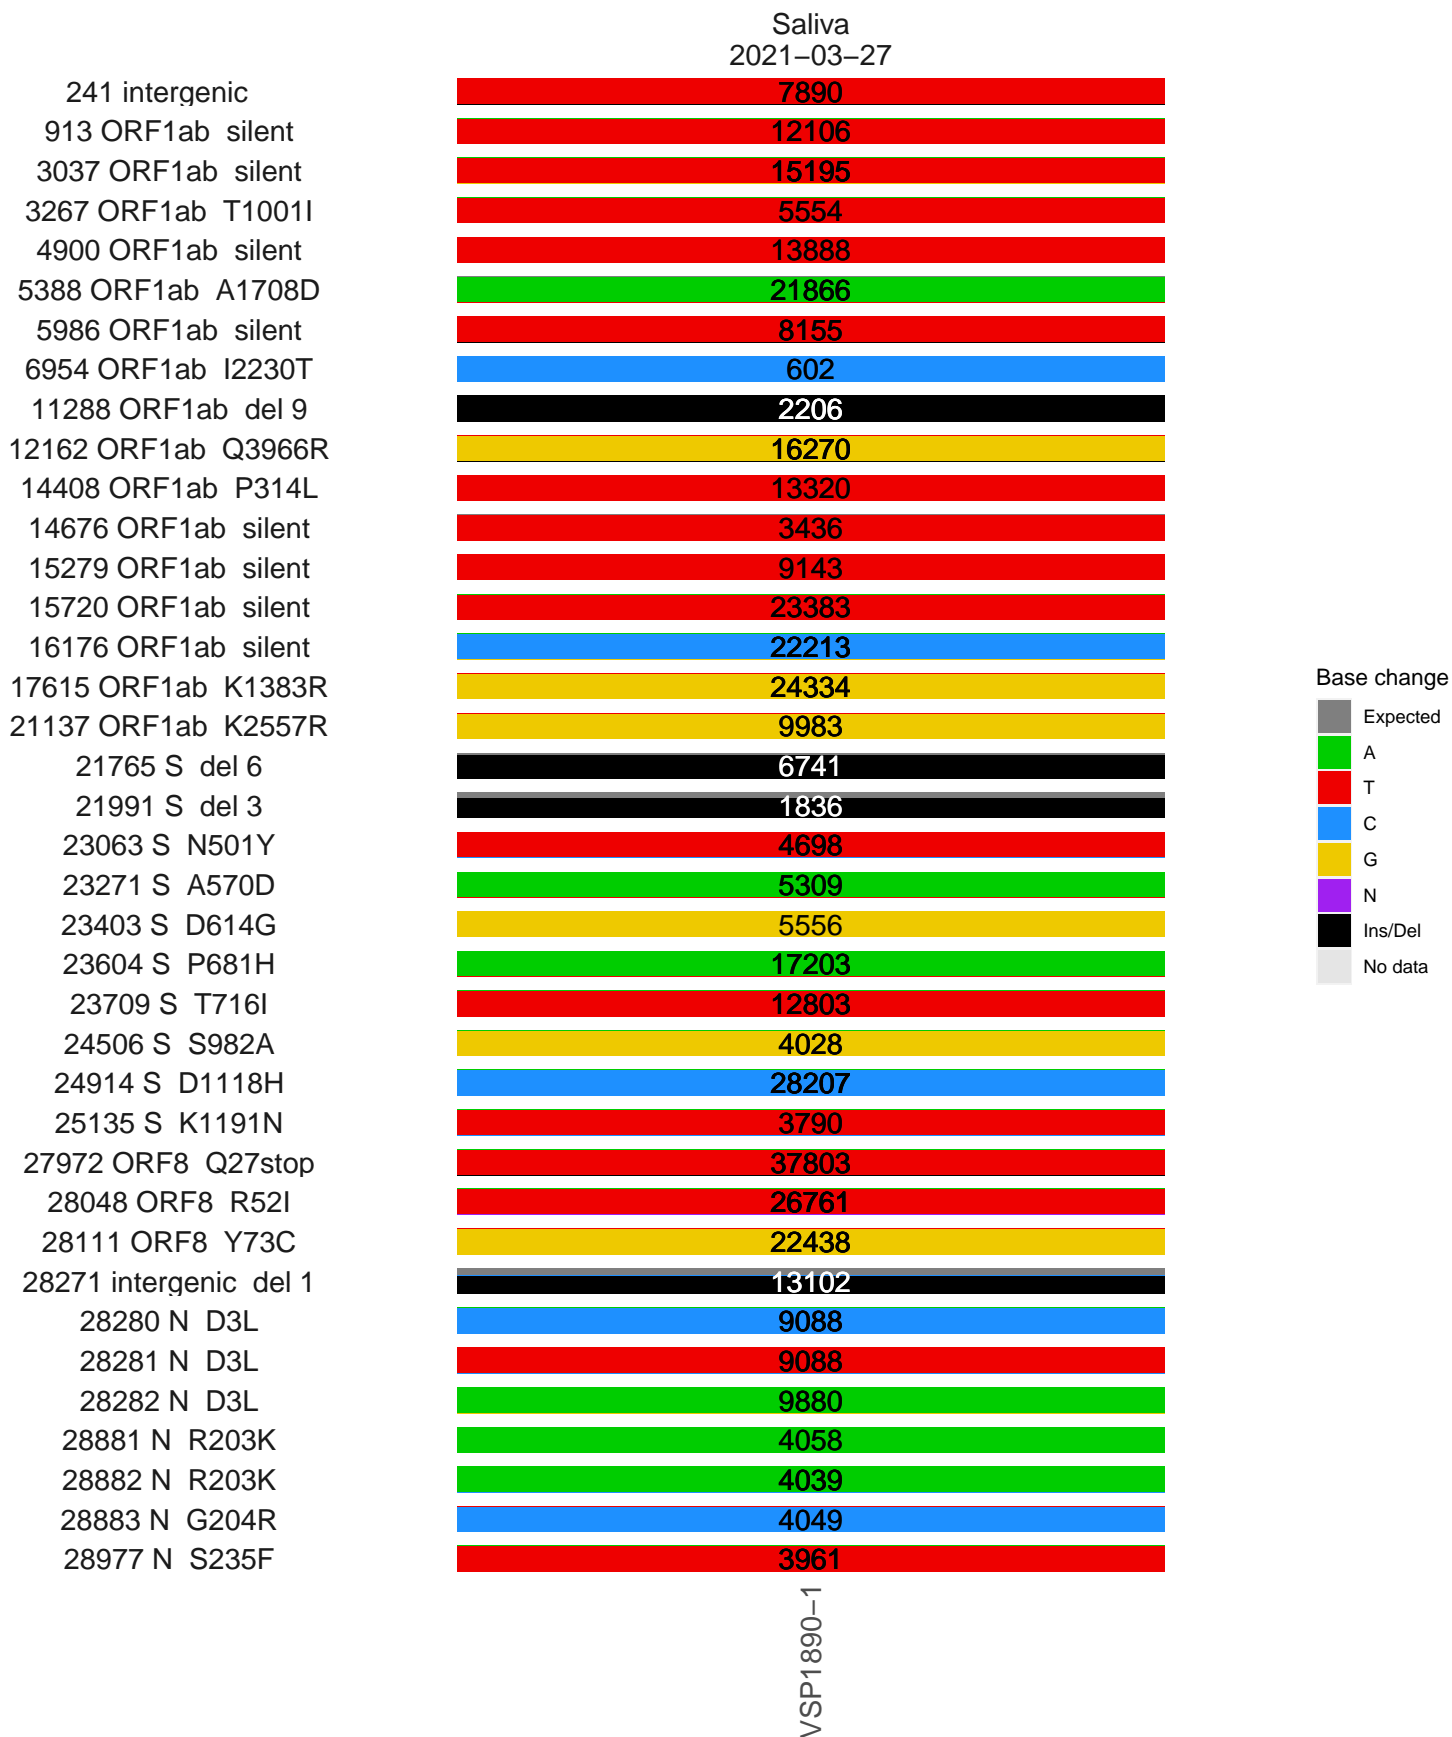 Saliva
2021−03−27
241 intergenic 7890
913 ORF1ab silent 12106
3037 ORF1ab silent 15195
3267 ORF1ab T1001I 5554
4900 ORF1ab silent 13888
5388 ORF1ab A1708D 21866
5986 ORF1ab silent 8155
6954 ORF1ab I2230T 602
11288 ORF1ab del 9 2206
12162 ORF1ab Q3966R 16270
14408 ORF1ab P314L 13320
14676 ORF1ab silent 3436
15279 ORF1ab silent 9143
15720 ORF1ab silent 23383
16176 ORF1ab silent 22213
17615 ORF1ab K1383R 24334
21137 ORF1ab K2557R 9983
21765 S del 6 6741
21991 S del 3 1836
23063 S N501Y 4698
23271 S A570D 5309
23403 S D614G 5556
23604 S P681H 17203
23709 S T716I 12803
24506 S S982A 4028
24914 S D1118H 28207
25135 S K1191N 3790
27972 ORF8 Q27stop 37803
28048 ORF8 R52I 26761
28111 ORF8 Y73C 22438
28271 intergenic del 1 13102
28280 N D3L 9088
28281 N D3L 9088
28282 N D3L 9880
28881 N R203K 4058
28882 N R203K 4039
28883 N G204R 4049
28977 N S235F 3961
VSP1890−1
Base change
Expected
A
T
C
G
N
Ins/Del
No data